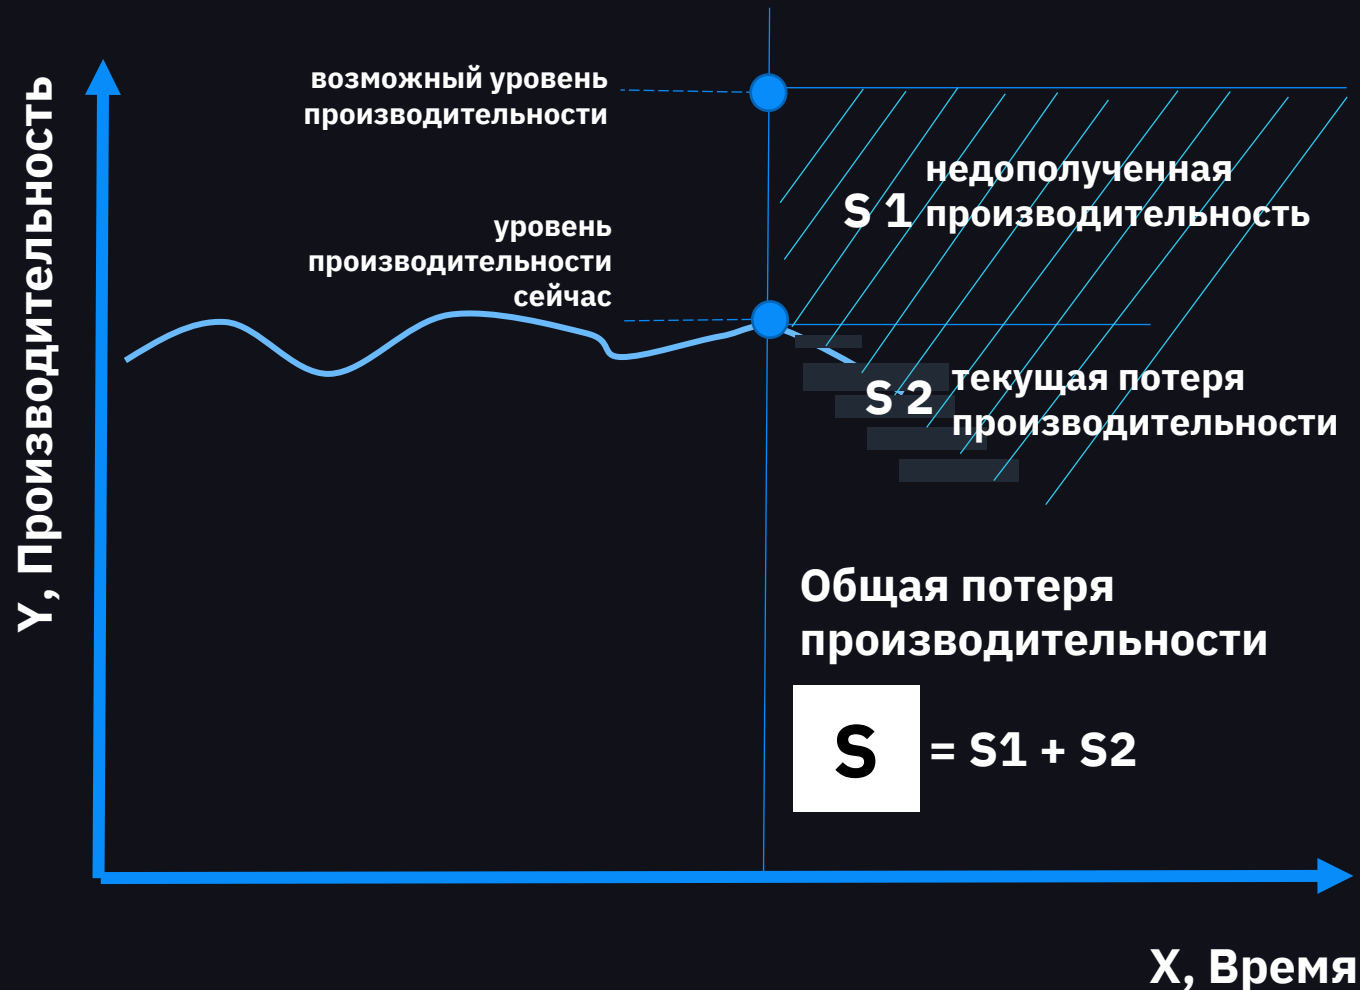 Y, Производительность
возможный уровень
производительности
уровень
производительности
сейчас
недополученная
S 1 производительность
S 2 текущая потеря
производительности
Общая потеря
производительности
S = S1 + S2
X, Время